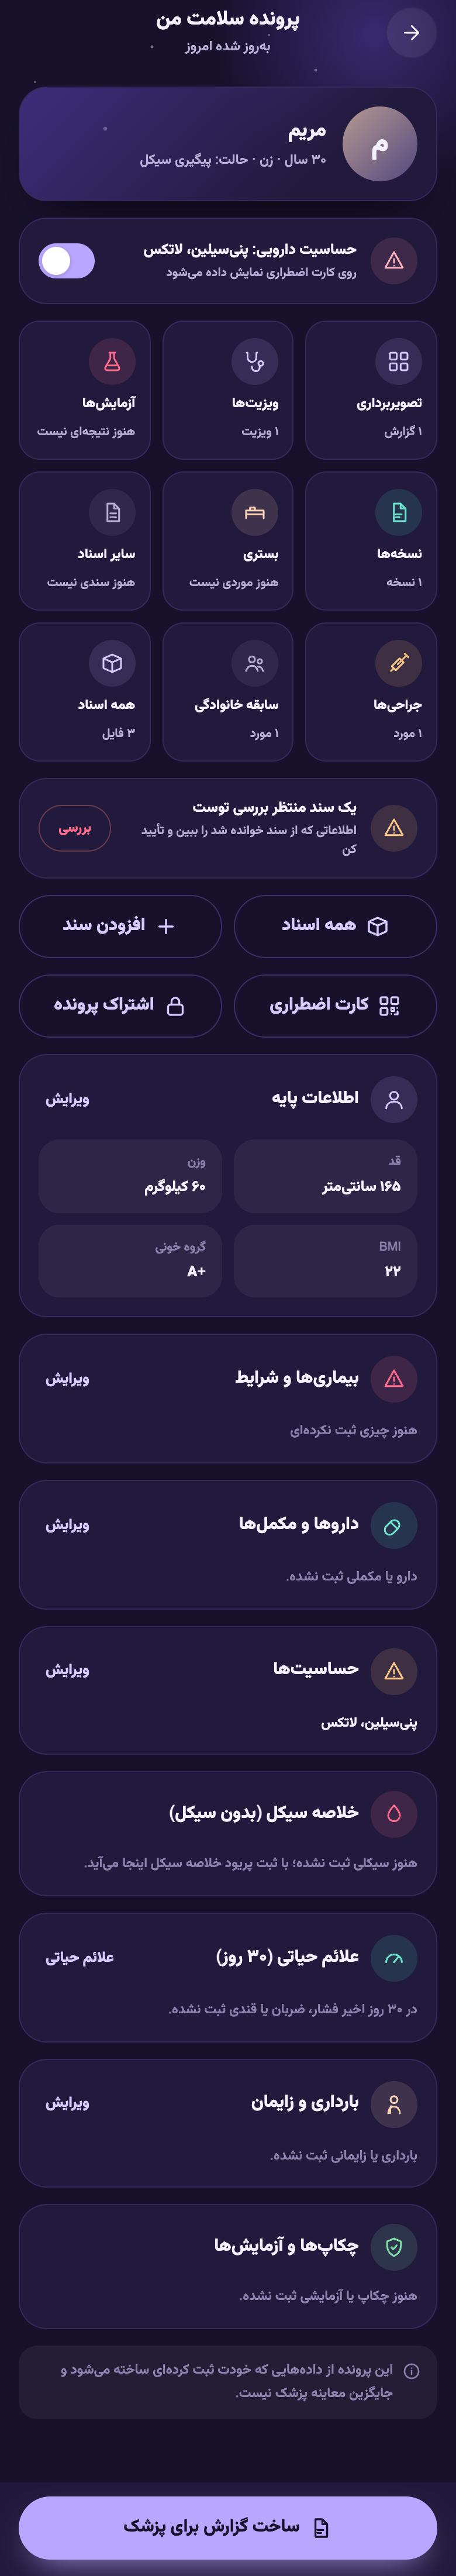 پرونده سلامت من
به‌روز شده امروز
م
مریم
۳۰ سال · زن · حالت: پیگیری سیکل
حساسیت دارویی: پنی‌سیلین، لاتکس
روی کارت اضطراری نمایش داده می‌شود
تصویربرداری
۱ گزارش
ویزیت‌ها
۱ ویزیت
آزمایش‌ها
هنوز نتیجه‌ای نیست
نسخه‌ها
۱ نسخه
بستری
هنوز موردی نیست
سایر اسناد
هنوز سندی نیست
جراحی‌ها
۱ مورد
سابقه خانوادگی
۱ مورد
همه اسناد
۳ فایل
یک سند منتظر بررسی توست
اطلاعاتی که از سند خوانده شد را ببین و تأیید
کن
بررسی
همه اسناد
افزودن سند
کارت اضطراری
اشتراک پرونده
اطلاعات پایه
ویرایش
قد
۱۶۵ سانتی‌متر
وزن
۶۰ کیلوگرم
BMI
۲۲
گروه خونی
A+
بیماری‌ها و شرایط
ویرایش
هنوز چیزی ثبت نکرده‌ای
داروها و مکمل‌ها
ویرایش
دارو یا مکملی ثبت نشده.
حساسیت‌ها
ویرایش
پنی‌سیلین، لاتکس
خلاصه سیکل (بدون سیکل)
هنوز سیکلی ثبت نشده؛ با ثبت پریود خلاصه سیکل اینجا می‌آید.
علائم حیاتی (۳۰ روز)
علائم حیاتی
در ۳۰ روز اخیر فشار، ضربان یا قندی ثبت نشده.
بارداری و زایمان
ویرایش
بارداری یا زایمانی ثبت نشده.
چکاپ‌ها و آزمایش‌ها
هنوز چکاپ یا آزمایشی ثبت نشده.
این پرونده از داده‌هایی که خودت ثبت کرده‌ای ساخته می‌شود و
جایگزین معاینه پزشک نیست.
ساخت گزارش برای پزشک